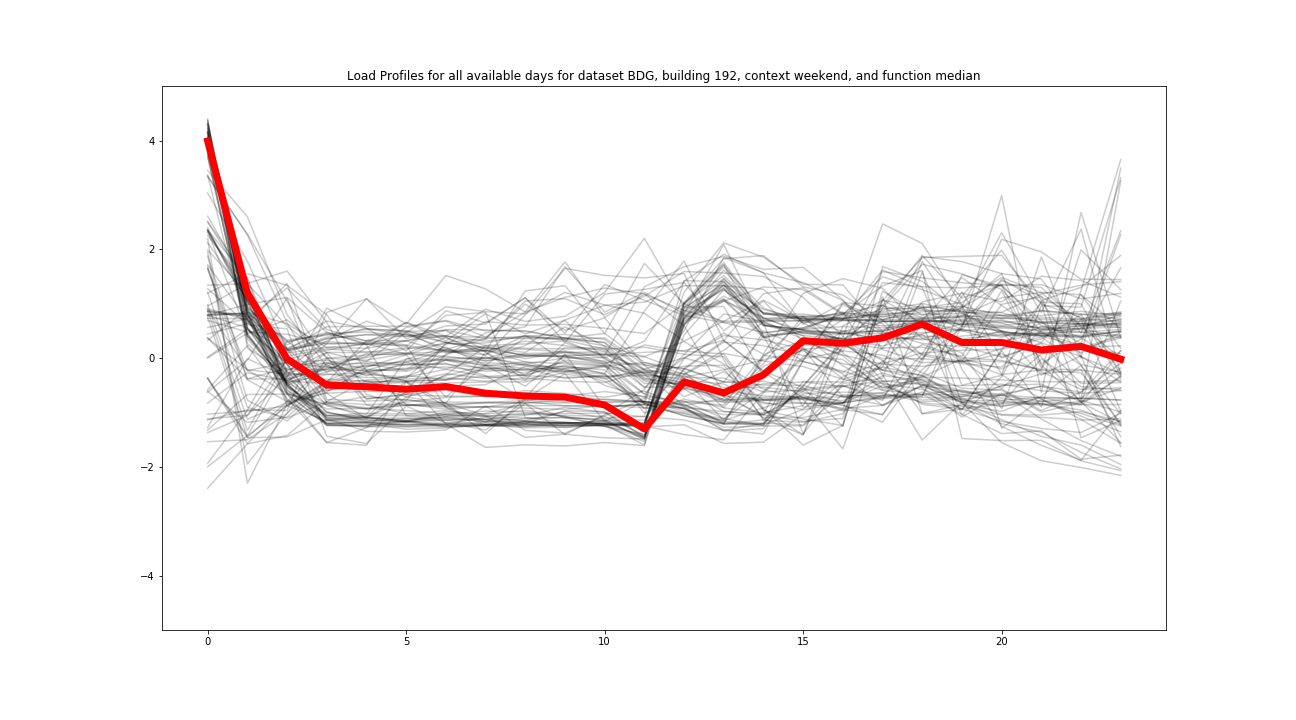 Load Profiles for all available days for dataset BDG, building 192, context weekend, and function median
4
2
0
−2
−4
0 5 10 15 20